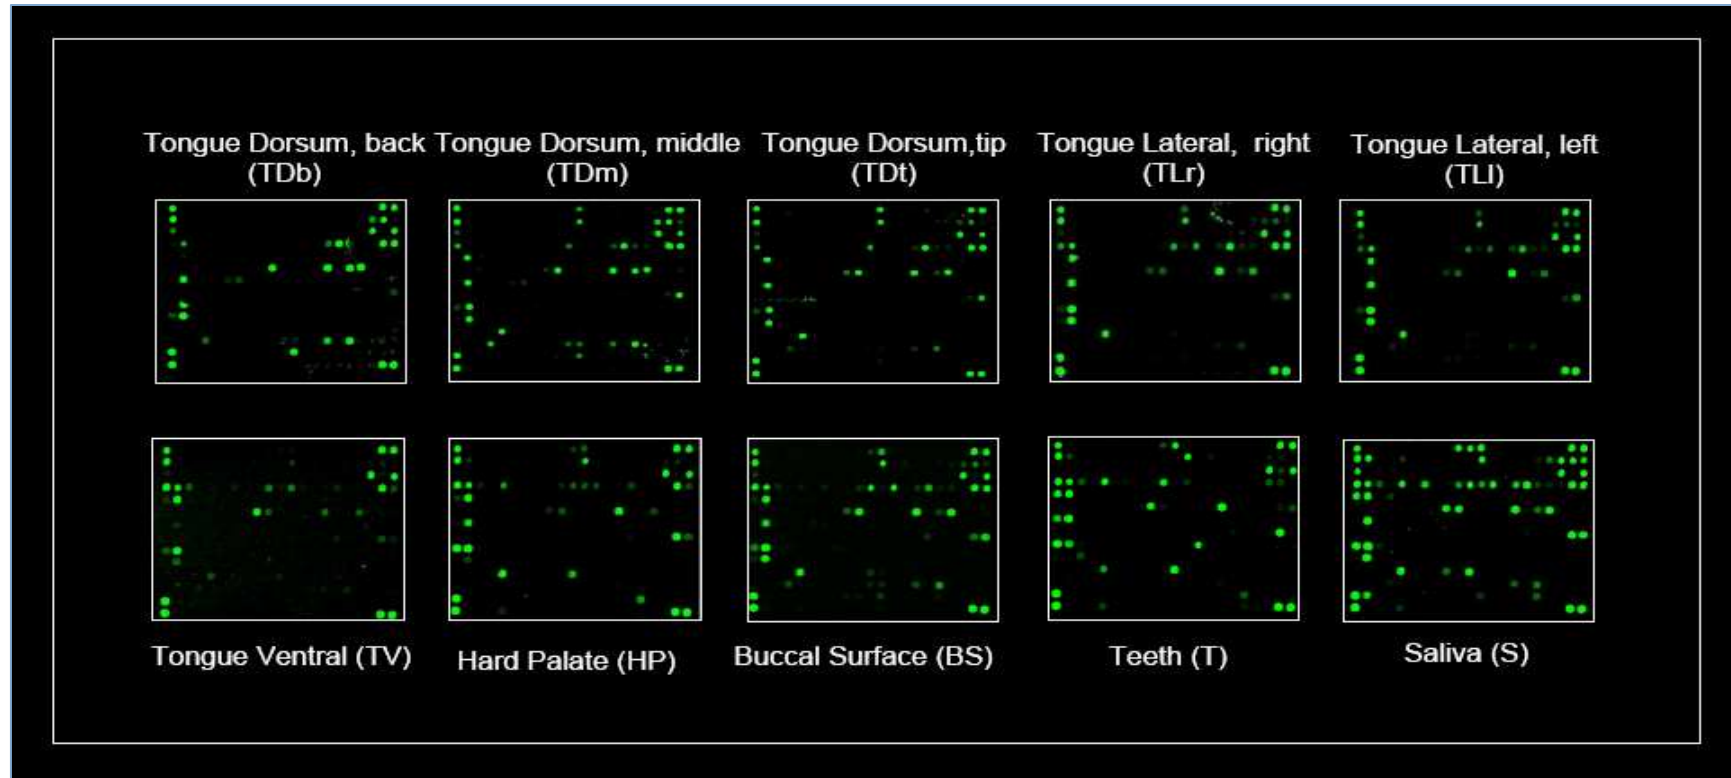 Tongue Dorsum, back
(TDb)
Tongue Dorsum, middle
(TDm)
Tongue Dorsum,tip
(TDt)
Tongue Lateral, right
(TLr)
Tongue Lateral, left
(TLl)
Tongue Ventral (TV)
Hard Palate (HP)
Buccal Surface (BS)
Teeth (T)
Saliva (S)